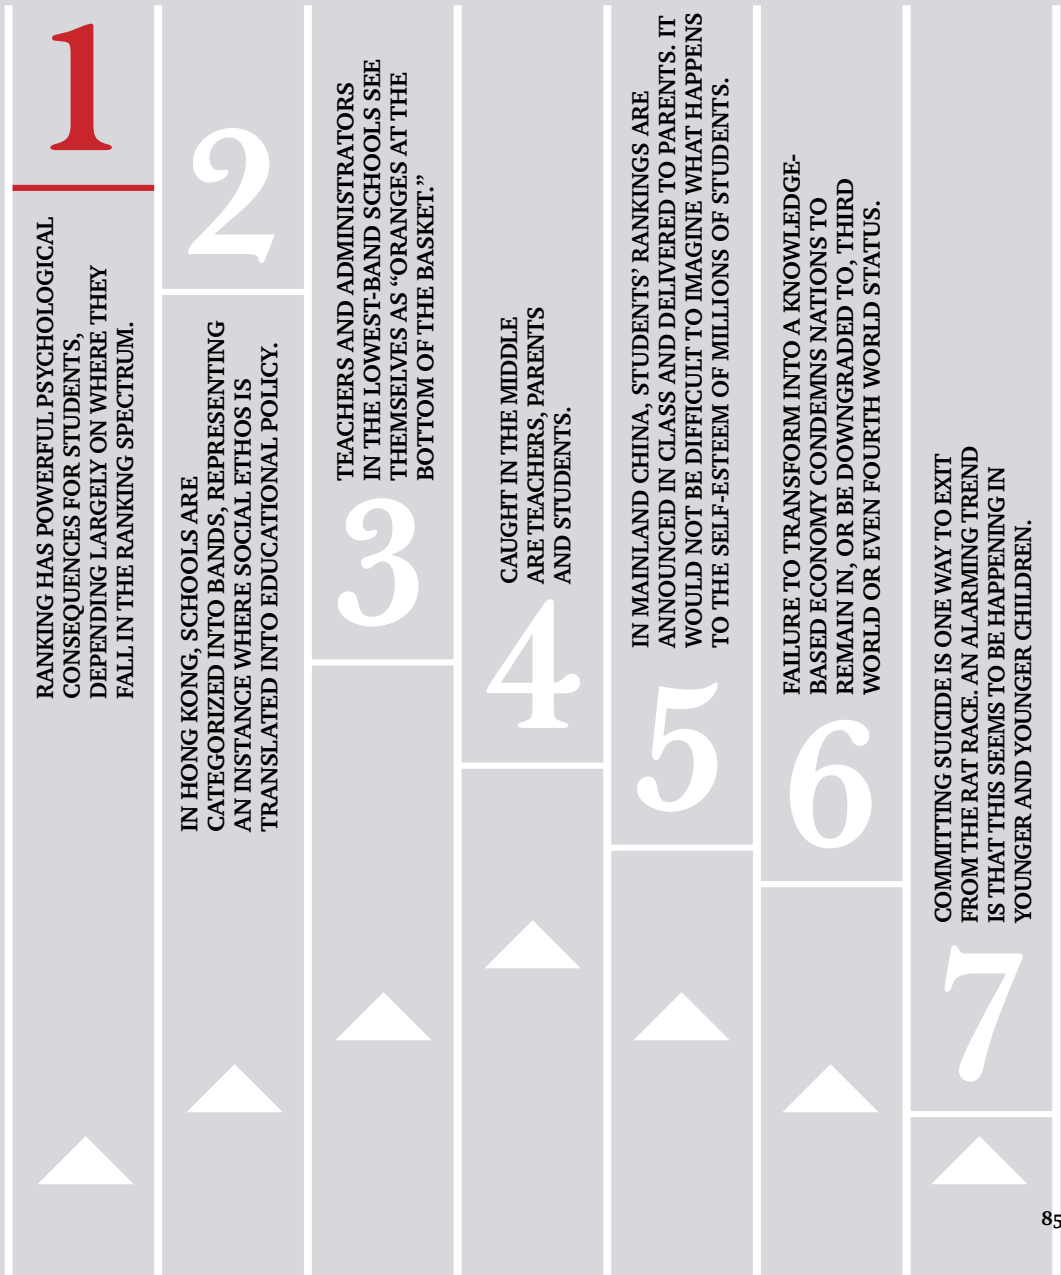 1
RANKING HAS POWERFUL PSYCHOLOGICAL
CONSEQUENCES FOR STUDENTS,
DEPENDING LARGELY ON WHERE THEY
FALL IN THE RANKING SPECTRUM.
2
IN HONG KONG, SCHOOLS ARE
CATEGORIZED INTO BANDS, REPRESENTING
AN INSTANCE WHERE SOCIAL ETHOS IS
TRANSLATED INTO EDUCATIONAL POLICY.
3
TEACHERS AND ADMINISTRATORS
IN THE LOWEST-BAND SCHOOLS SEE
THEMSELVES AS “ORANGES AT THE
BOTTOM OF THE BASKET.”
4
CAUGHT IN THE MIDDLE
ARE TEACHERS, PARENTS
AND STUDENTS.
5
IN MAINLAND CHINA, STUDENTS’ RANKINGS ARE
ANNOUNCED IN CLASS AND DELIVERED TO PARENTS. IT
WOULD NOT BE DIFFICULT TO IMAGINE WHAT HAPPENS
TO THE SELF-ESTEEM OF MILLIONS OF STUDENTS.
6
FAILURE TO TRANSFORM INTO A KNOWLEDGE-
BASED ECONOMY CONDEMNS NATIONS TO
REMAIN IN, OR BE DOWNGRADED TO, THIRD
WORLD OR EVEN FOURTH WORLD STATUS.
7
COMMITTING SUICIDE IS ONE WAY TO EXIT
FROM THE RAT RACE. AN ALARMING TREND
IS THAT THIS SEEMS TO BE HAPPENING IN
YOUNGER AND YOUNGER CHILDREN.
85